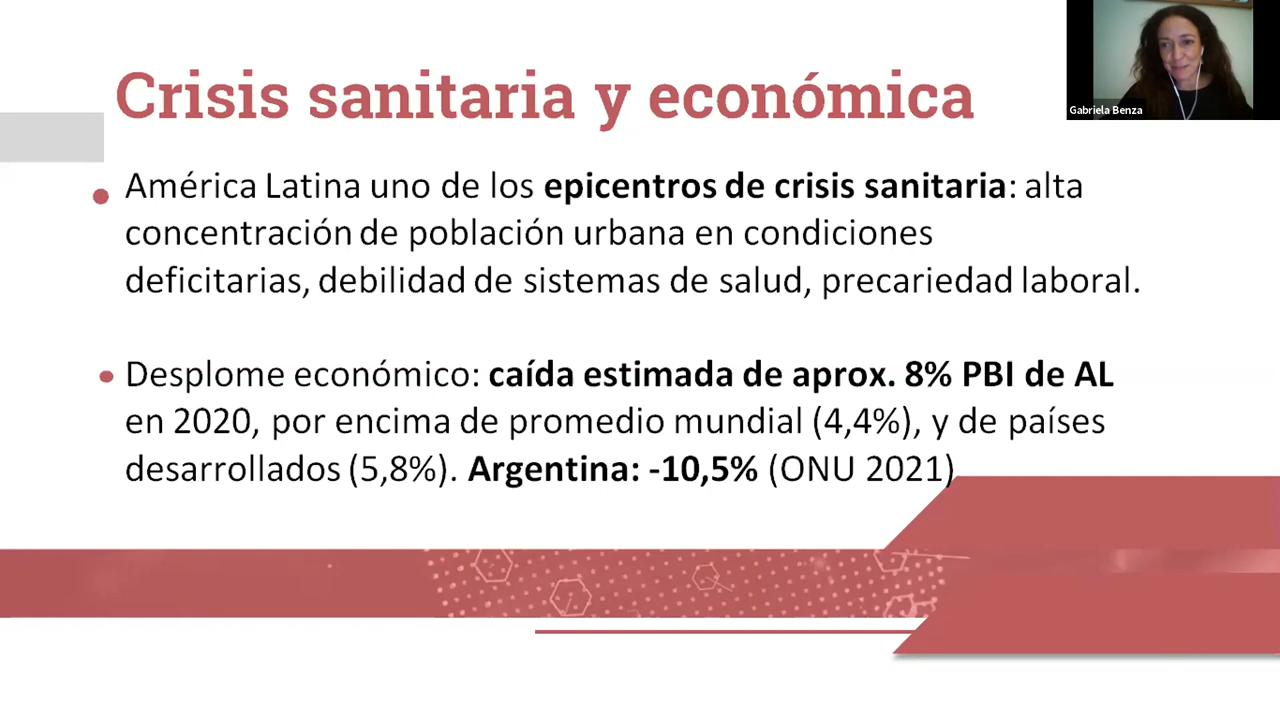 Crisis sanitaria y económica
Gabriela Benza
América Latina uno de los epicentros de crisis sanitaria: alta
concentración de población urbana en condiciones
deficitarias, debilidad de sistemas de salud, precariedad laboral.
Desplome económico: caída estimada de aprox. 8% PBI de AL
en 2020, por encima de promedio mundial (4,4%), y de países
desarrollados (5,8%). Argentina: -10,5% (ONU 2021)